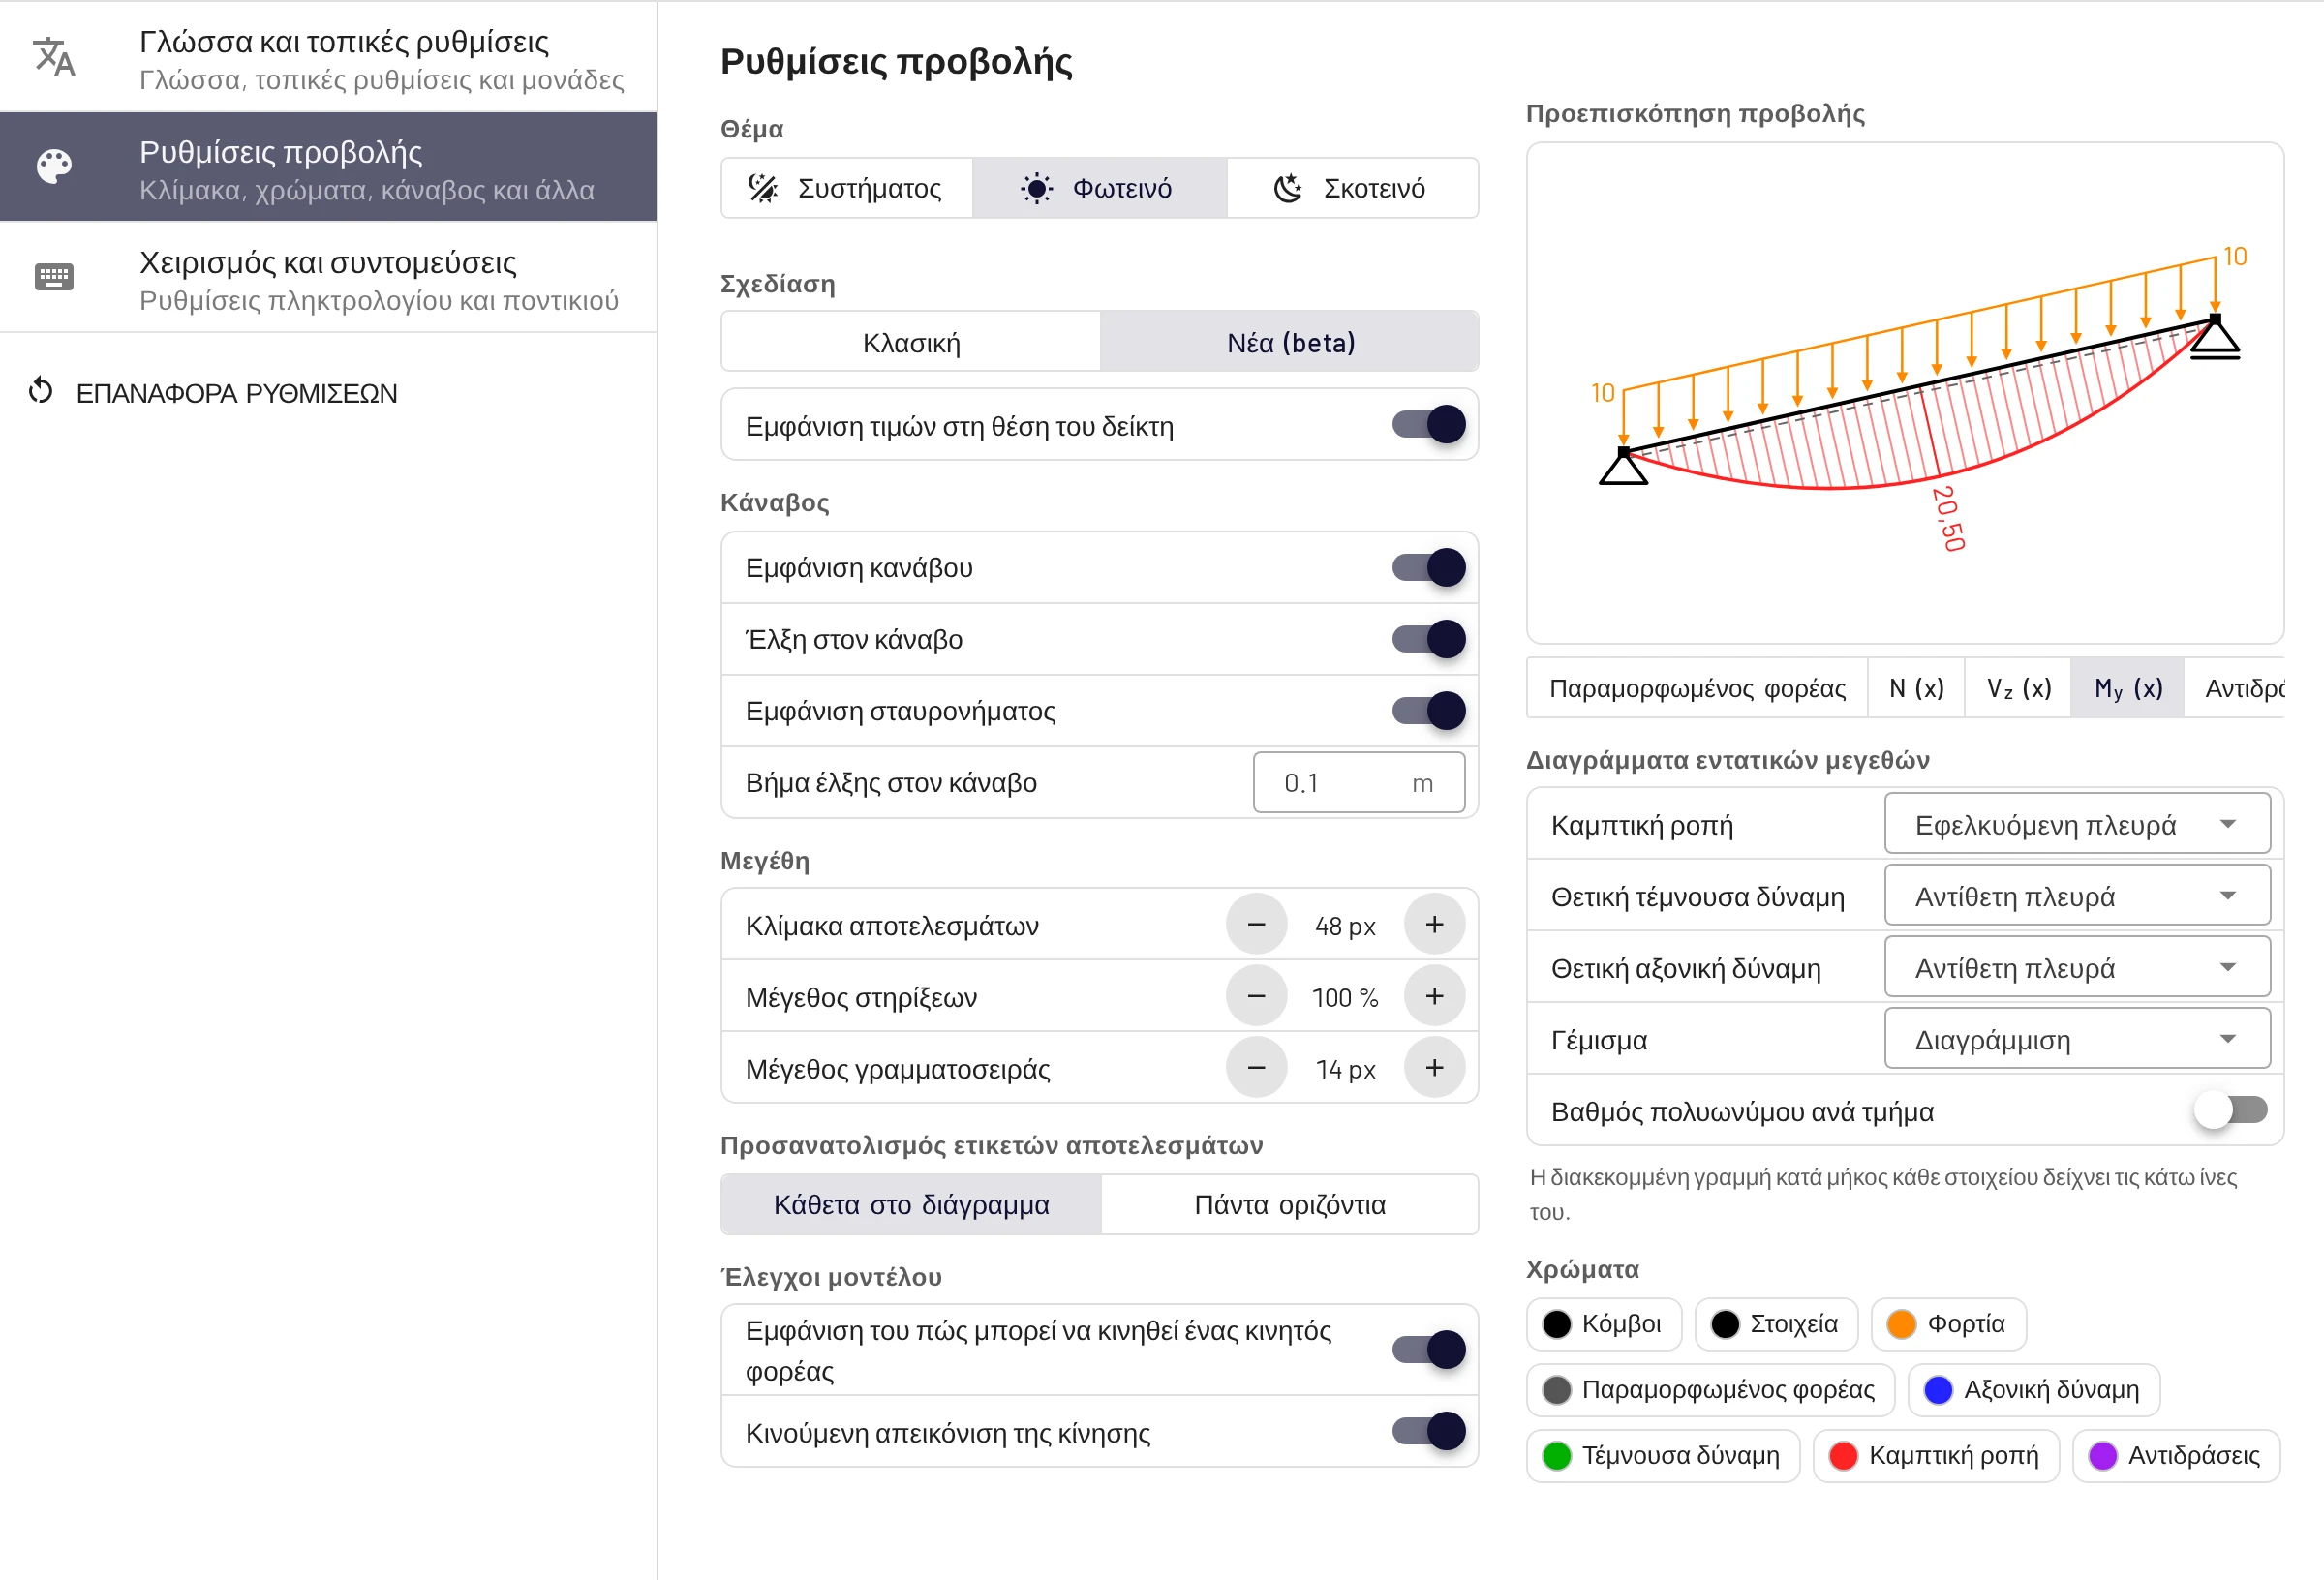 Γλώσσα και τοπικές ρυθμίσεις
Γλώσσα, τοπικές ρυθμίσεις και μονάδες
Ρυθμίσεις προβολής
Κλίμακα, χρώματα, κάναβος και άλλα
Χειρισμός και συντομεύσεις
Ρυθμίσεις πληκτρολογίου και ποντικιού
ΕΠΑΝΑΦΟΡΑ ΡΥΘΜΙΣΕΩΝ
Ρυθμίσεις προβολής
Θέμα
Συστήματος
Φωτεινό
Σκοτεινό
Σχεδίαση
Κλασική
Νέα (beta)
Εμφάνιση τιμών στη θέση του δείκτη
Κάναβος
Εμφάνιση κανάβου
Έλξη στον κάναβο
Εμφάνιση σταυρονήματος
Βήμα έλξης στον κάναβο
0.1 m
Μεγέθη
Κλίμακα αποτελεσμάτων
− 48 px +
Μέγεθος στηρίξεων
− 100 % +
Μέγεθος γραμματοσειράς
− 14 px +
Προσανατολισμός ετικετών αποτελεσμάτων
Κάθετα στο διάγραμμα
Πάντα οριζόντια
Έλεγχοι μοντέλου
Εμφάνιση του πώς μπορεί να κινηθεί ένας κινητός
φορέας
Κινούμενη απεικόνιση της κίνησης
Προεπισκόπηση προβολής
10
10
20,50
Παραμορφωμένος φορέας
N (x)
Vz (x)
My (x)
Αντιδρά
Διαγράμματα εντατικών μεγεθών
Καμπτική ροπή
Εφελκυόμενη πλευρά
Θετική τέμνουσα δύναμη
Αντίθετη πλευρά
Θετική αξονική δύναμη
Αντίθετη πλευρά
Γέμισμα
Διαγράμμιση
Βαθμός πολυωνύμου ανά τμήμα
Η διακεκομμένη γραμμή κατά μήκος κάθε στοιχείου δείχνει τις κάτω ίνες
του.
Χρώματα
Κόμβοι
Στοιχεία
Φορτία
Παραμορφωμένος φορέας
Αξονική δύναμη
Τέμνουσα δύναμη
Καμπτική ροπή
Αντιδράσεις